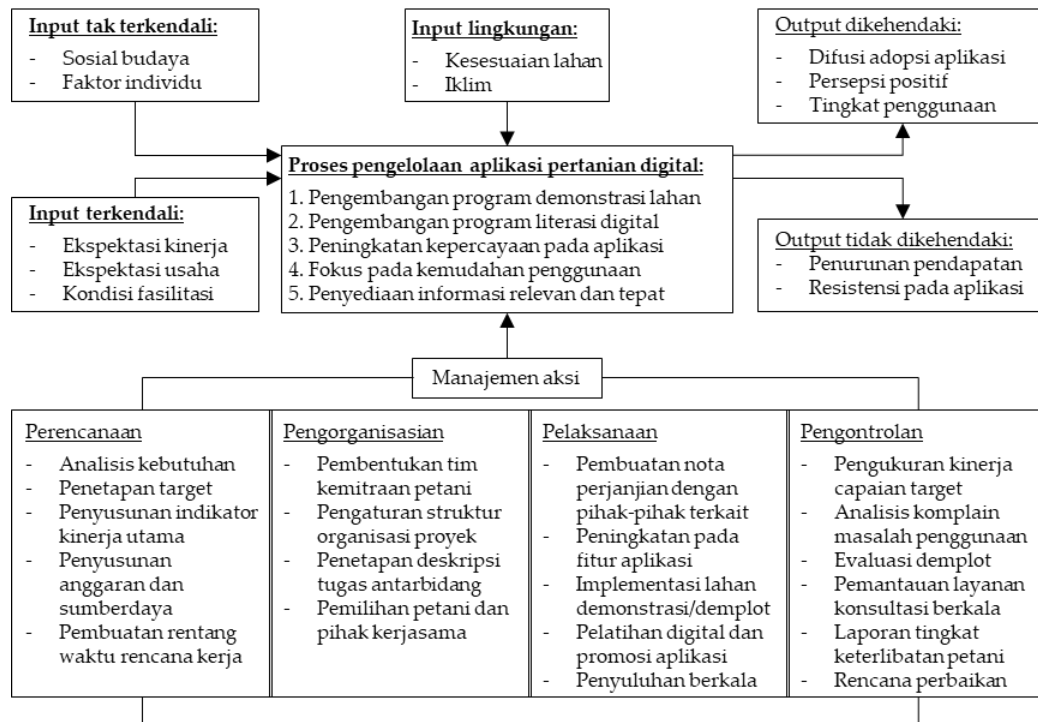 Input tak terkendali:
- Sosial budaya
- Faktor individu
Input lingkungan:
- Kesesuaian lahan
- Iklim
Output dikehendaki:
- Difusi adopsi aplikasi
- Persepsi positif
- Tingkat penggunaan
Input terkendali:
- Ekspektasi kinerja
- Ekspektasi usaha
- Kondisi fasilitasi
Proses pengelolaan aplikasi pertanian digital:
1. Pengembangan program demonstrasi lahan
2. Pengembangan program literasi digital
3. Peningkatan kepercayaan pada aplikasi
4. Fokus pada kemudahan penggunaan
5. Penyediaan informasi relevan dan tepat
Output tidak dikehendaki:
- Penurunan pendapatan
- Resistensi pada aplikasi
Manajemen aksi
Perencanaan
- Analisis kebutuhan
- Penetapan target
- Penyusunan indikator
kinerja utama
- Penyusunan
anggaran dan
sumberdaya
- Pembuatan rentang
waktu rencana kerja
Pengorganisasian
- Pembentukan tim
kemitraan petani
- Pengaturan struktur
organisasi proyek
- Penetapan deskripsi
tugas antarbidang
- Pemilihan petani dan
pihak kerjasama
Pelaksanaan
- Pembuatan nota
perjanjian dengan
pihak-pihak terkait
- Peningkatan pada
fitur aplikasi
- Implementasi lahan
demonstrasi/demplot
- Pelatihan digital dan
promosi aplikasi
- Penyuluhan berkala
Pengontrolan
- Pengukuran kinerja
capaian target
- Analisis komplain
masalah penggunaan
- Evaluasi demplot
- Pemantauan layanan
konsultasi berkala
- Laporan tingkat
keterlibatan petani
- Rencana perbaikan